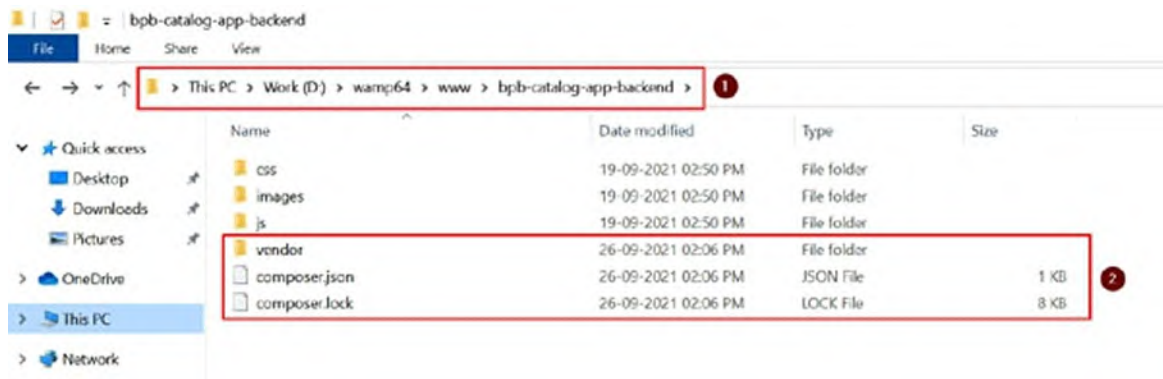 bpb-catalog-app-backend
File Home Share View
This PC > Work (D:) > wamp64 > www > bpb-catalog-app-backend > 1
Name Date modified Type Size
Quick access
Desktop
Downloads
Pictures
OneDrive
This PC
Network
css 19-09-2021 02:50 PM File folder
images 19-09-2021 02:50 PM File folder
js 19-09-2021 02:50 PM File folder
vendor 26-09-2021 02:06 PM File folder
composer.json 26-09-2021 02:06 PM JSON File 1 KB
composer.lock 26-09-2021 02:06 PM LOCK File 8 KB
2